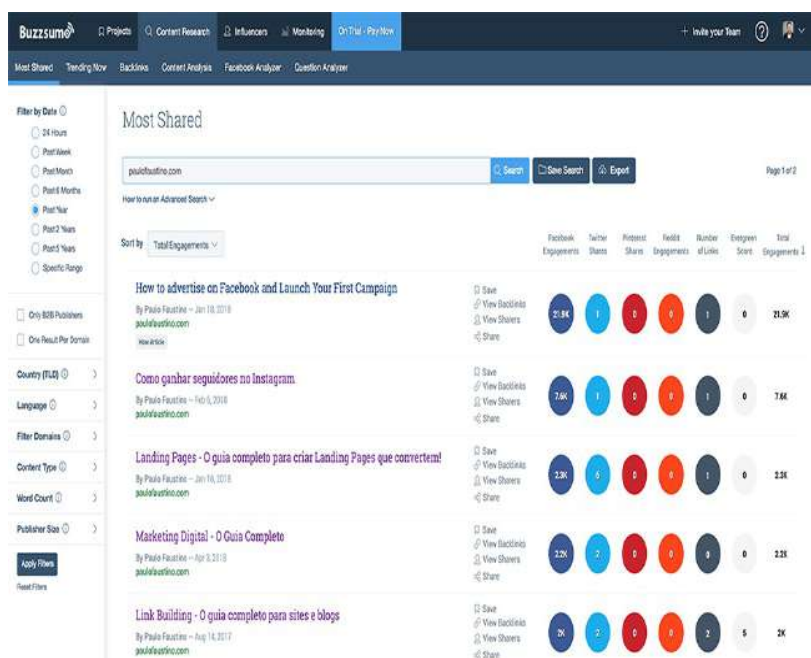 Buzzsumo
Projects Content Research Influencers Monitoring On Trial - Pay Now + Invite your Team ?
Most Shared Trending Now Backlinks Content Analysis Facebook Analyzer Question Analyzer
Filter by Date
24 Hours
Past Week
Past Month
Past 6 Months
Past Year
Past 2 Years
Past 5 Years
Specific Range
Only B2B Publishers
One Result Per Domain
Country (TLD)
Language
Filter Domains
Content Type
Word Count
Publisher Size
Apply Filters
Reset Filters
Most Shared
paulofaustino.com Search Save Search Export Page 1 of 2
How to run an Advanced Search
Sort by Total Engagements
Facebook Engagements Twitter Shares Pinterest Shares Reddit Engagements Number of Links Evergreen Score Total Engagements
How to advertise on Facebook and Launch Your First Campaign
By Paulo Faustino – Jan 10, 2018
paulofaustino.com
How Article
Save
View Backlinks
View Sharers
Share
21.9K 1 0 0 1 0 21.9K
Como ganhar seguidores no Instagram
By Paulo Faustino – Feb 6, 2018
paulofaustino.com
Save
View Backlinks
View Sharers
Share
7.6K 1 0 0 1 0 7.6K
Landing Pages - O guia completo para criar Landing Pages que convertem!
By Paulo Faustino – Jan 16, 2018
paulofaustino.com
Save
View Backlinks
View Sharers
Share
2.3K 6 0 0 1 0 2.3K
Marketing Digital - O Guia Completo
By Paulo Faustino – Apr 3, 2018
paulofaustino.com
Save
View Backlinks
View Sharers
Share
2.2K 2 0 0 0 0 2.2K
Link Building - O guia completo para sites e blogs
By Paulo Faustino – Aug 14, 2017
paulofaustino.com
Save
View Backlinks
View Sharers
Share
2K 2 0 0 2 5 2K